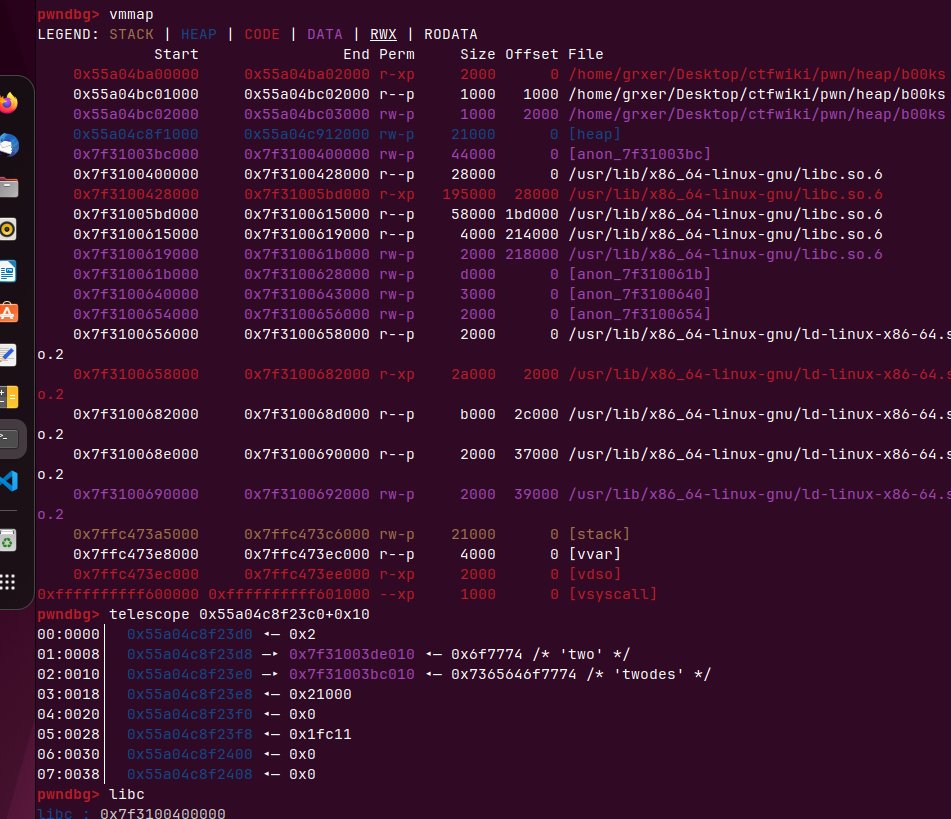 pwndbg> vmmap
LEGEND: STACK | HEAP | CODE | DATA | RWX | RODATA
Start End Perm Size Offset File
0x55a04ba00000 0x55a04ba02000 r-xp 2000 0 /home/grxer/Desktop/ctfwiki/pwn/heap/b00ks
0x55a04bc01000 0x55a04bc02000 r--p 1000 1000 /home/grxer/Desktop/ctfwiki/pwn/heap/b00ks
0x55a04bc02000 0x55a04bc03000 rw-p 1000 2000 /home/grxer/Desktop/ctfwiki/pwn/heap/b00ks
0x55a04c8f1000 0x55a04c912000 rw-p 21000 0 [heap]
0x7f31003bc000 0x7f3100400000 rw-p 44000 0 [anon_7f31003bc]
0x7f3100400000 0x7f3100428000 r--p 28000 0 /usr/lib/x86_64-linux-gnu/libc.so.6
0x7f3100428000 0x7f31005bd000 r-xp 195000 28000 /usr/lib/x86_64-linux-gnu/libc.so.6
0x7f31005bd000 0x7f3100615000 r--p 58000 1bd000 /usr/lib/x86_64-linux-gnu/libc.so.6
0x7f3100615000 0x7f3100619000 r--p 4000 214000 /usr/lib/x86_64-linux-gnu/libc.so.6
0x7f3100619000 0x7f310061b000 rw-p 2000 218000 /usr/lib/x86_64-linux-gnu/libc.so.6
0x7f310061b000 0x7f3100628000 rw-p d000 0 [anon_7f310061b]
0x7f3100640000 0x7f3100643000 rw-p 3000 0 [anon_7f3100640]
0x7f3100654000 0x7f3100656000 rw-p 2000 0 [anon_7f3100654]
0x7f3100656000 0x7f3100658000 r--p 2000 0 /usr/lib/x86_64-linux-gnu/ld-linux-x86-64.s
o.2
0x7f3100658000 0x7f3100682000 r-xp 2a000 2000 /usr/lib/x86_64-linux-gnu/ld-linux-x86-64.s
o.2
0x7f3100682000 0x7f310068d000 r--p b000 2c000 /usr/lib/x86_64-linux-gnu/ld-linux-x86-64.s
o.2
0x7f310068e000 0x7f3100690000 r--p 2000 37000 /usr/lib/x86_64-linux-gnu/ld-linux-x86-64.s
o.2
0x7f3100690000 0x7f3100692000 rw-p 2000 39000 /usr/lib/x86_64-linux-gnu/ld-linux-x86-64.s
o.2
0x7ffc473a5000 0x7ffc473c6000 rw-p 21000 0 [stack]
0x7ffc473e8000 0x7ffc473ec000 r--p 4000 0 [vvar]
0x7ffc473ec000 0x7ffc473ee000 r-xp 2000 0 [vdso]
0xffffffffff600000 0xffffffffff601000 --xp 1000 0 [vsyscall]
pwndbg> telescope 0x55a04c8f23c0+0x10
00:0000│ 0x55a04c8f23d0 ◂— 0x2
01:0008│ 0x55a04c8f23d8 —▸ 0x7f31003de010 ◂— 0x6f7774 /* 'two' */
02:0010│ 0x55a04c8f23e0 —▸ 0x7f31003bc010 ◂— 0x7365646f7774 /* 'twodes' */
03:0018│ 0x55a04c8f23e8 ◂— 0x21000
04:0020│ 0x55a04c8f23f0 ◂— 0x0
05:0028│ 0x55a04c8f23f8 ◂— 0x1fc11
06:0030│ 0x55a04c8f2400 ◂— 0x0
07:0038│ 0x55a04c8f2408 ◂— 0x0
pwndbg> libc
libc : 0x7f3100400000